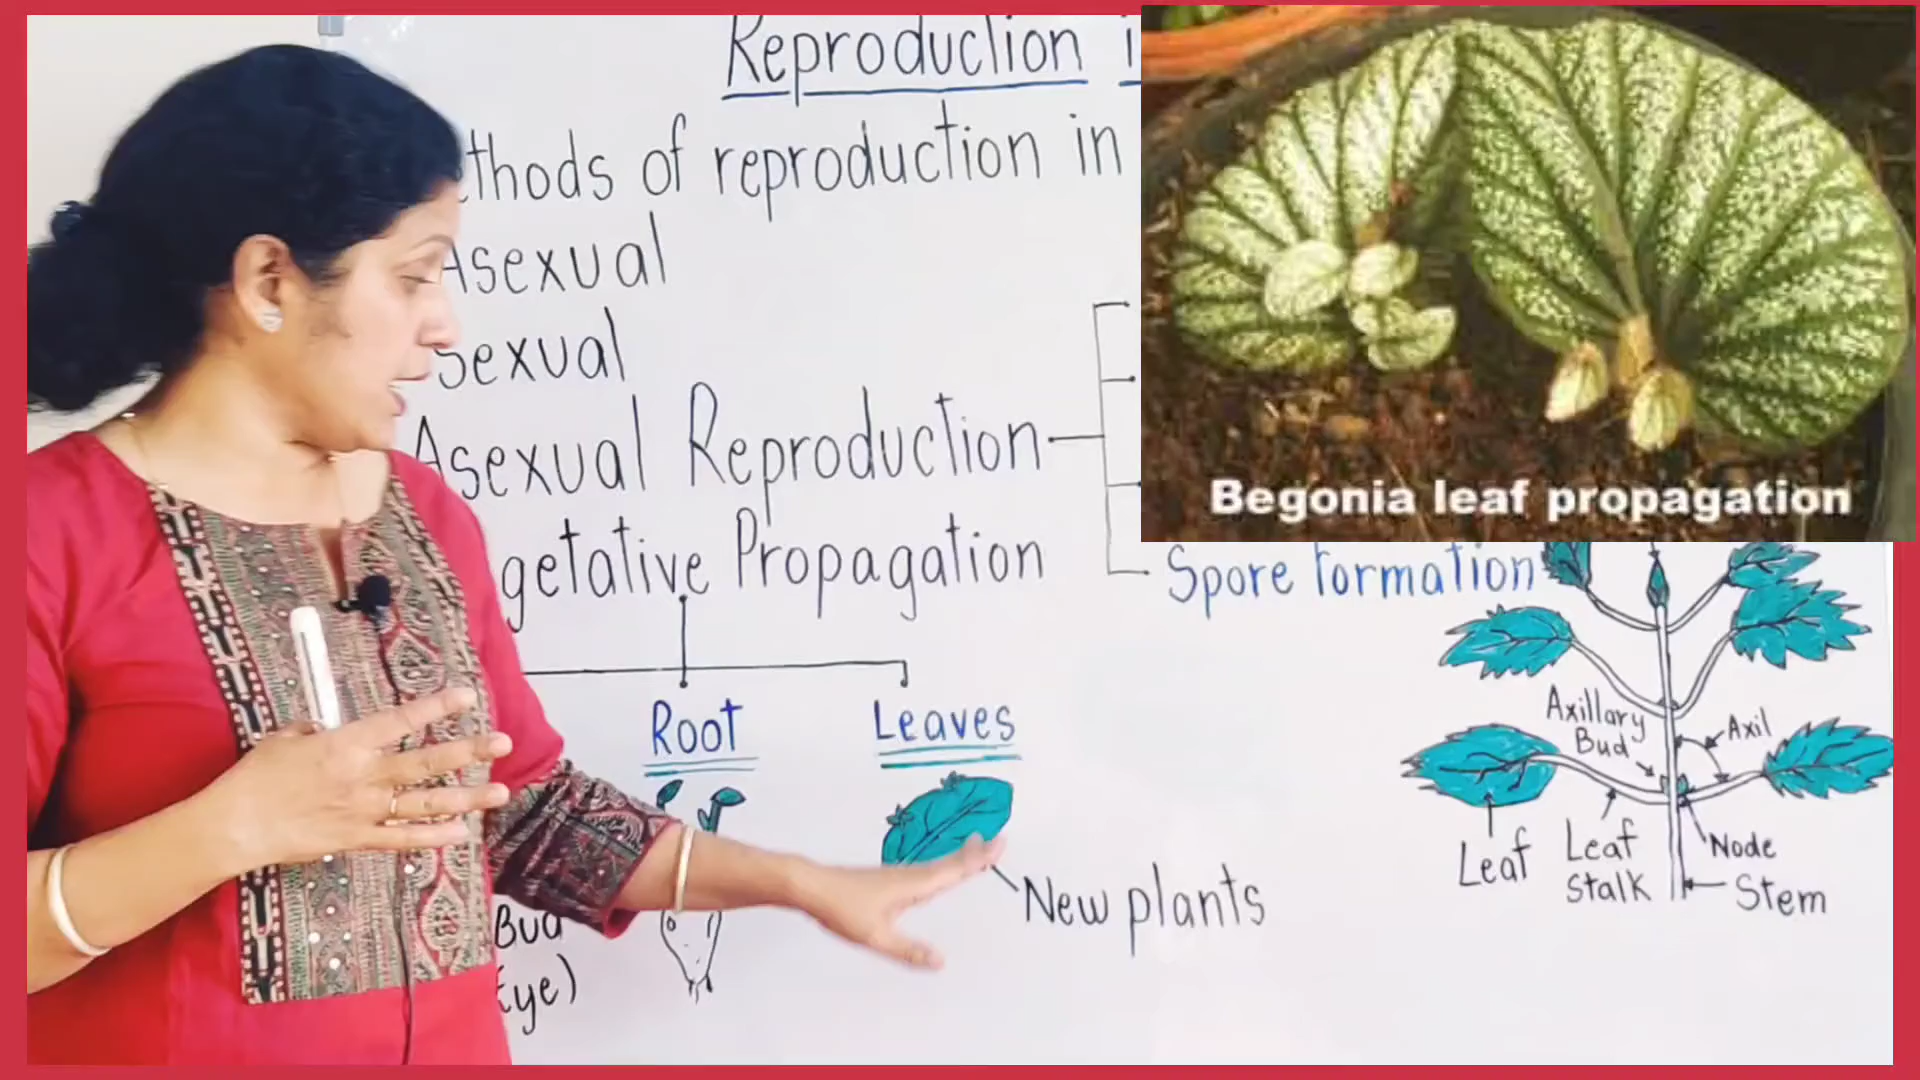 Reproduction i
thods of reproduction in
Asexual
Sexual
Asexual Reproduction
getative Propagation
Begonia leaf propagation
Spore formation
Root
Leaves
Axillary
Bud
Axil
Leaf
Leaf
Stalk
Node
Stem
New plants
Bud
Eye)